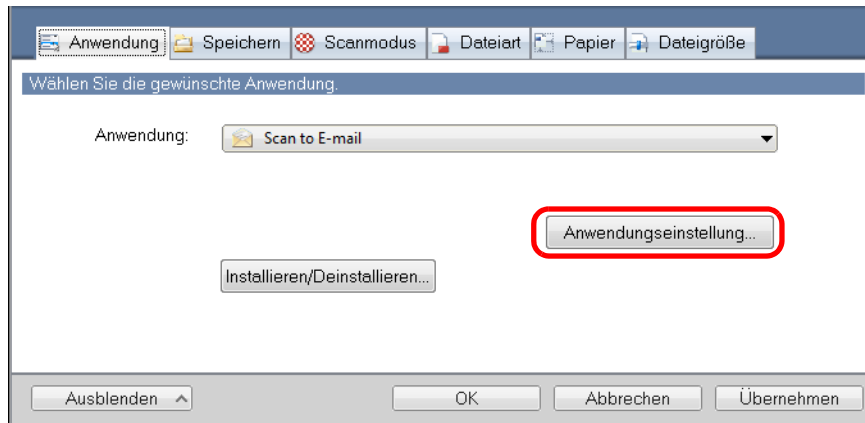 Anwendung Speichern Scanmodus Dateiart Papier Dateigröße
Wählen Sie die gewünschte Anwendung.
Anwendung: Scan to E-mail
Anwendungseinstellung...
Installieren/Deinstallieren...
Ausblenden OK Abbrechen Übernehmen